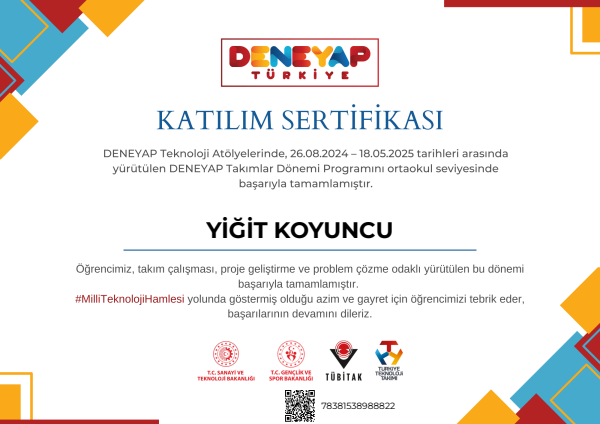 DENEYAP
TÜRKİYE
KATILIM SERTİFİKASI
DENEYAP Teknoloji Atölyelerinde, 26.08.2024 – 18.05.2025 tarihleri arasında
yürütülen DENEYAP Takımlar Dönemi Programını ortaokul seviyesinde
başarıyla tamamlamıştır.
YİĞİT KOYUNCU
Öğrencimiz, takım çalışması, proje geliştirme ve problem çözme odaklı yürütülen bu dönemi
başarıyla tamamlamıştır.
#MilliTeknolojiHamlesi yolunda göstermiş olduğu azim ve gayret için öğrencimizi tebrik eder,
başarılarının devamını dileriz.
T.C. SANAYİ VE
TEKNOLOJİ BAKANLIĞI
T.C. GENÇLİK VE
SPOR BAKANLIĞI
TÜBİTAK
TÜRKİYE
TEKNOLOJİ
TAKIMI
78381538988822